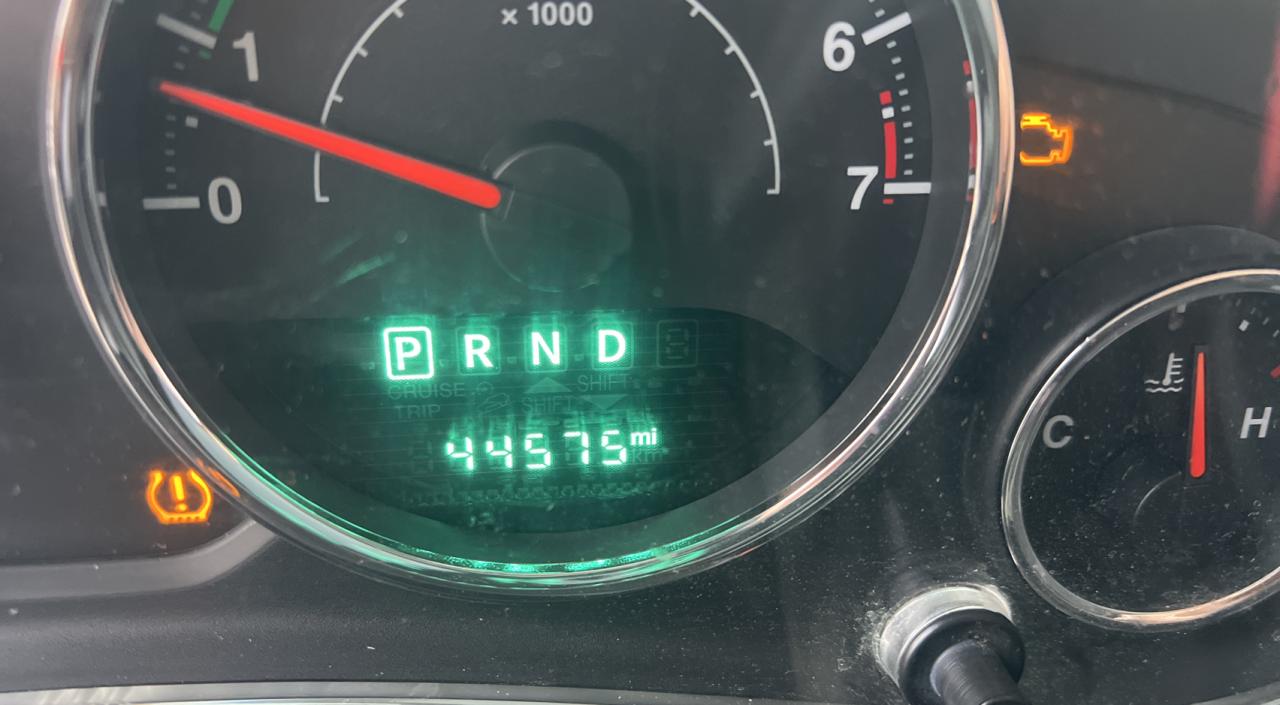 x 1000
1
6
0
7
P R N D
CRUISE
SHIFT
TRIP
SHIFT
44575 mi
C
H